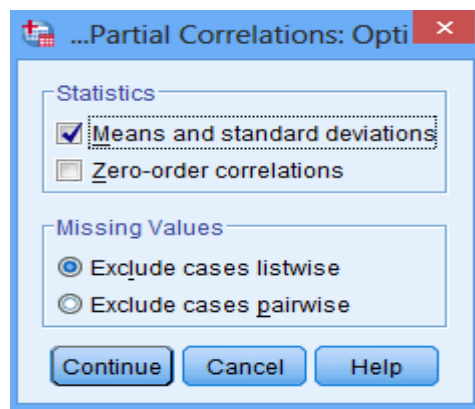 ...Partial Correlations: Opti
Statistics
Means and standard deviations
Zero-order correlations
Missing Values
Exclude cases listwise
Exclude cases pairwise
Continue Cancel Help